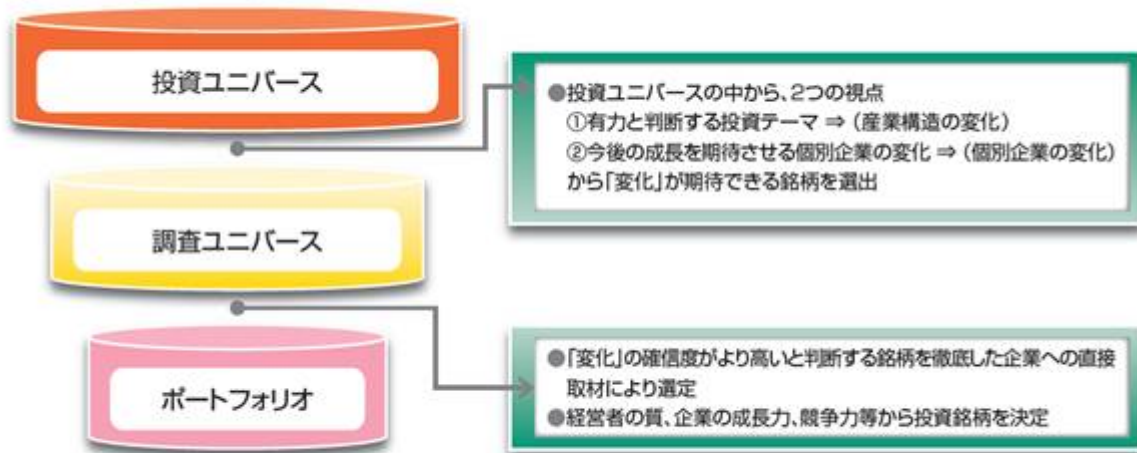 投資ユニバース
●投資ユニバースの中から、2つの視点
①有力と判断する投資テーマ ⇒ (産業構造の変化)
②今後の成長を期待させる個別企業の変化 ⇒ (個別企業の変化)
から「変化」が期待できる銘柄を選出
調査ユニバース
●「変化」の確信度がより高いと判断する銘柄を徹底した企業への直接
取材により選定
●経営者の質、企業の成長力、競争力等から投資銘柄を決定
ポートフォリオ